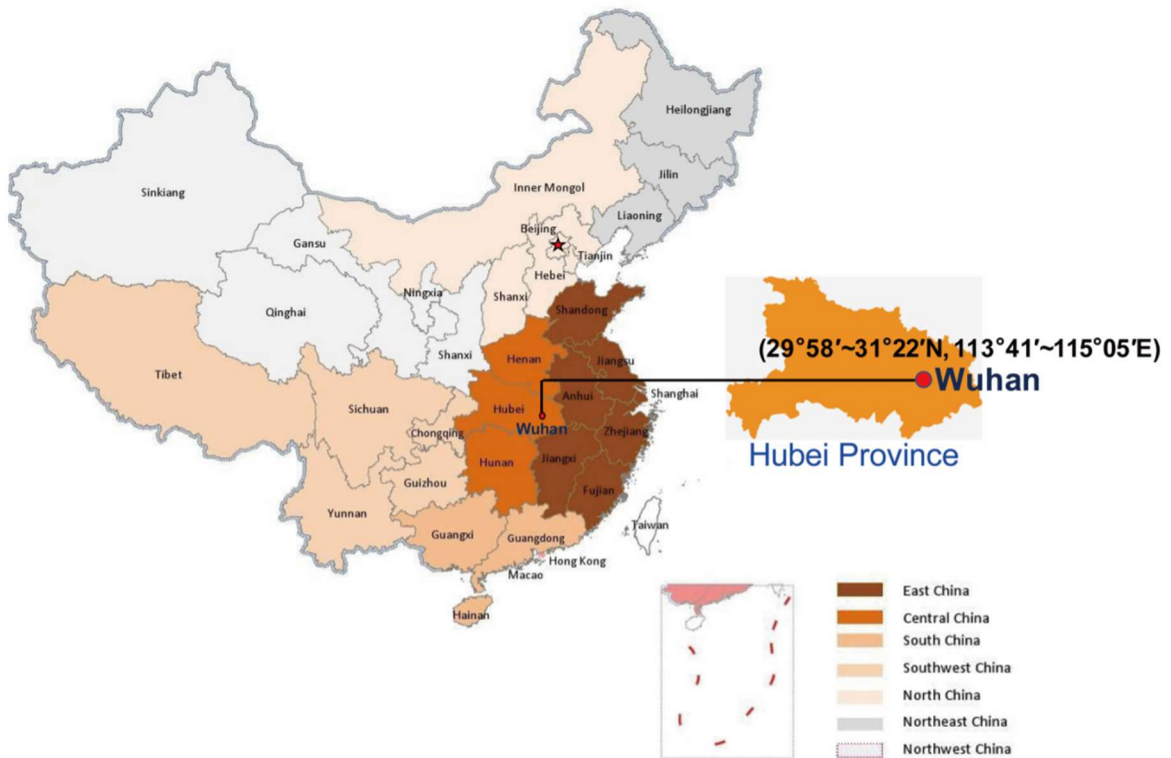 Heilongjiang
Jilin
Sinkiang
Inner Mongol
Liaoning
Beijing
Gansu
Tianjin
Hebei
Ningxia
Shanxi
Qinghai
Shandong
Shanxi
Henan
Jiangsu
(29°58′~31°22′N, 113°41′~115°05′E)
Tibet
Wuhan
Shanghai
Anhui
Sichuan
Hubei
Wuhan
Chongqing
Zhejiang
Hubei Province
Hunan
Jiangxi
Guizhou
Fujian
Yunnan
Taiwan
Guangxi
Guangdong
Hong Kong
Macao
Hainan
East China
Central China
South China
Southwest China
North China
Northeast China
Northwest China